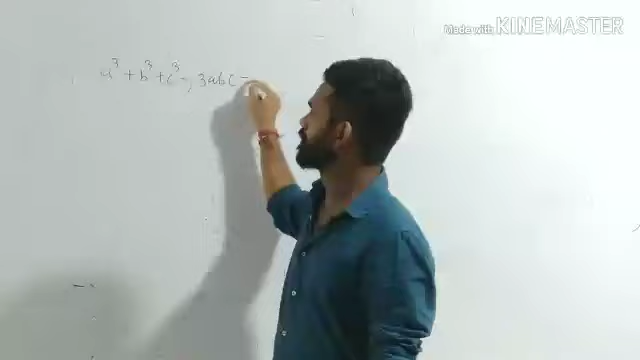 Made with KINEMASTER
a³ + b³ + c³ - 3abc =